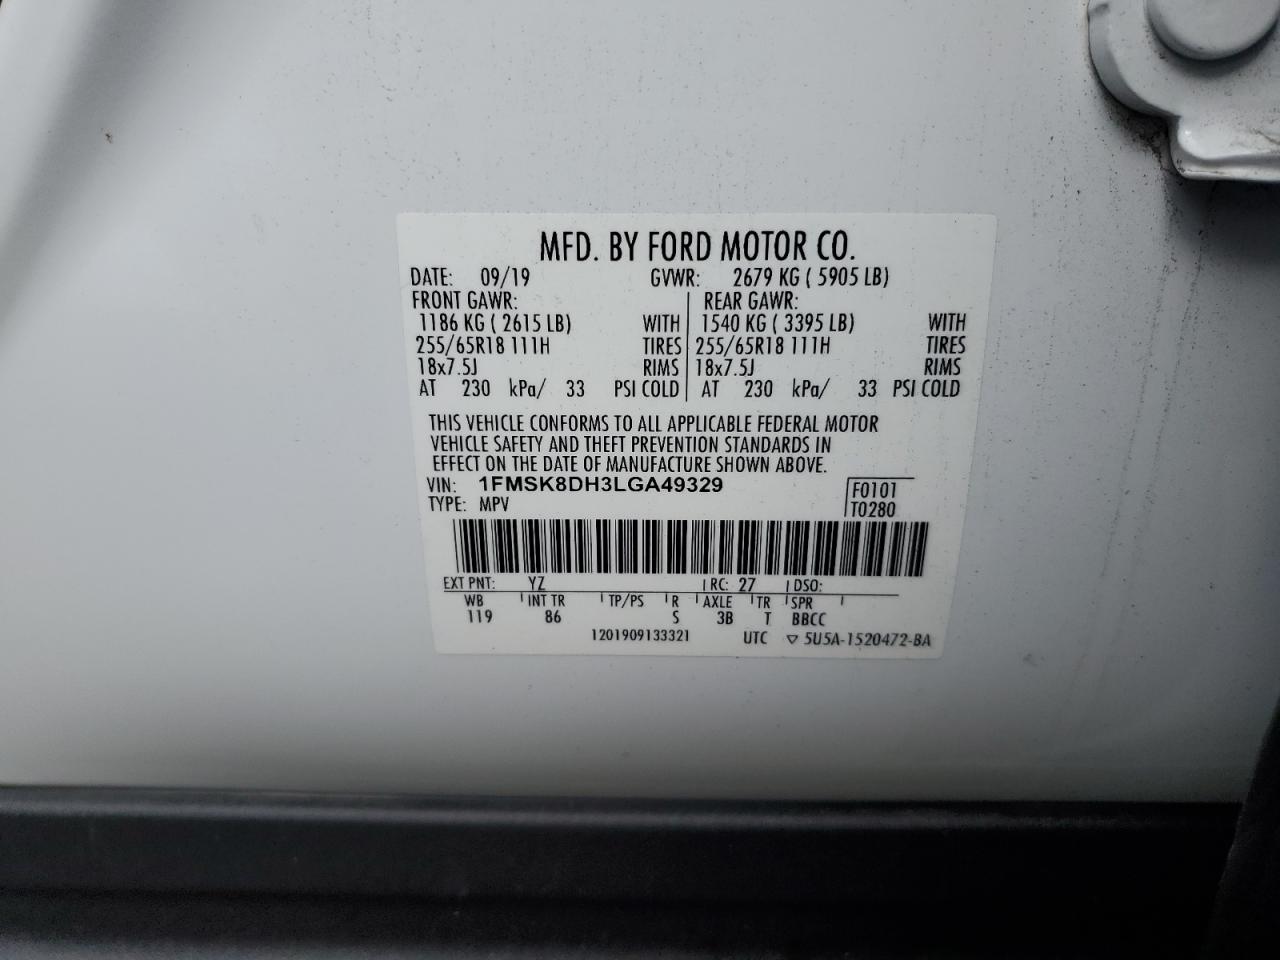 MFD. BY FORD MOTOR CO.
DATE: 09/19 GVWR: 2679 KG ( 5905 LB)
FRONT GAWR: REAR GAWR:
1186 KG ( 2615 LB) WITH 1540 KG ( 3395 LB) WITH
255/65R18 111H TIRES 255/65R18 111H TIRES
18x7.5J RIMS 18x7.5J RIMS
AT 230 kPa/ 33 PSI COLD AT 230 kPa/ 33 PSI COLD
THIS VEHICLE CONFORMS TO ALL APPLICABLE FEDERAL MOTOR
VEHICLE SAFETY AND THEFT PREVENTION STANDARDS IN
EFFECT ON THE DATE OF MANUFACTURE SHOWN ABOVE.
VIN: 1FMSK8DH3LGA49329 F0101
TYPE: MPV T0280
EXT PNT: YZ RC: 27 DSO:
WB INT TR TP/PS R AXLE TR SPR
119 86 S 3B T BBCC
1201909133321 UTC ▽ 5U5A-1520472-BA